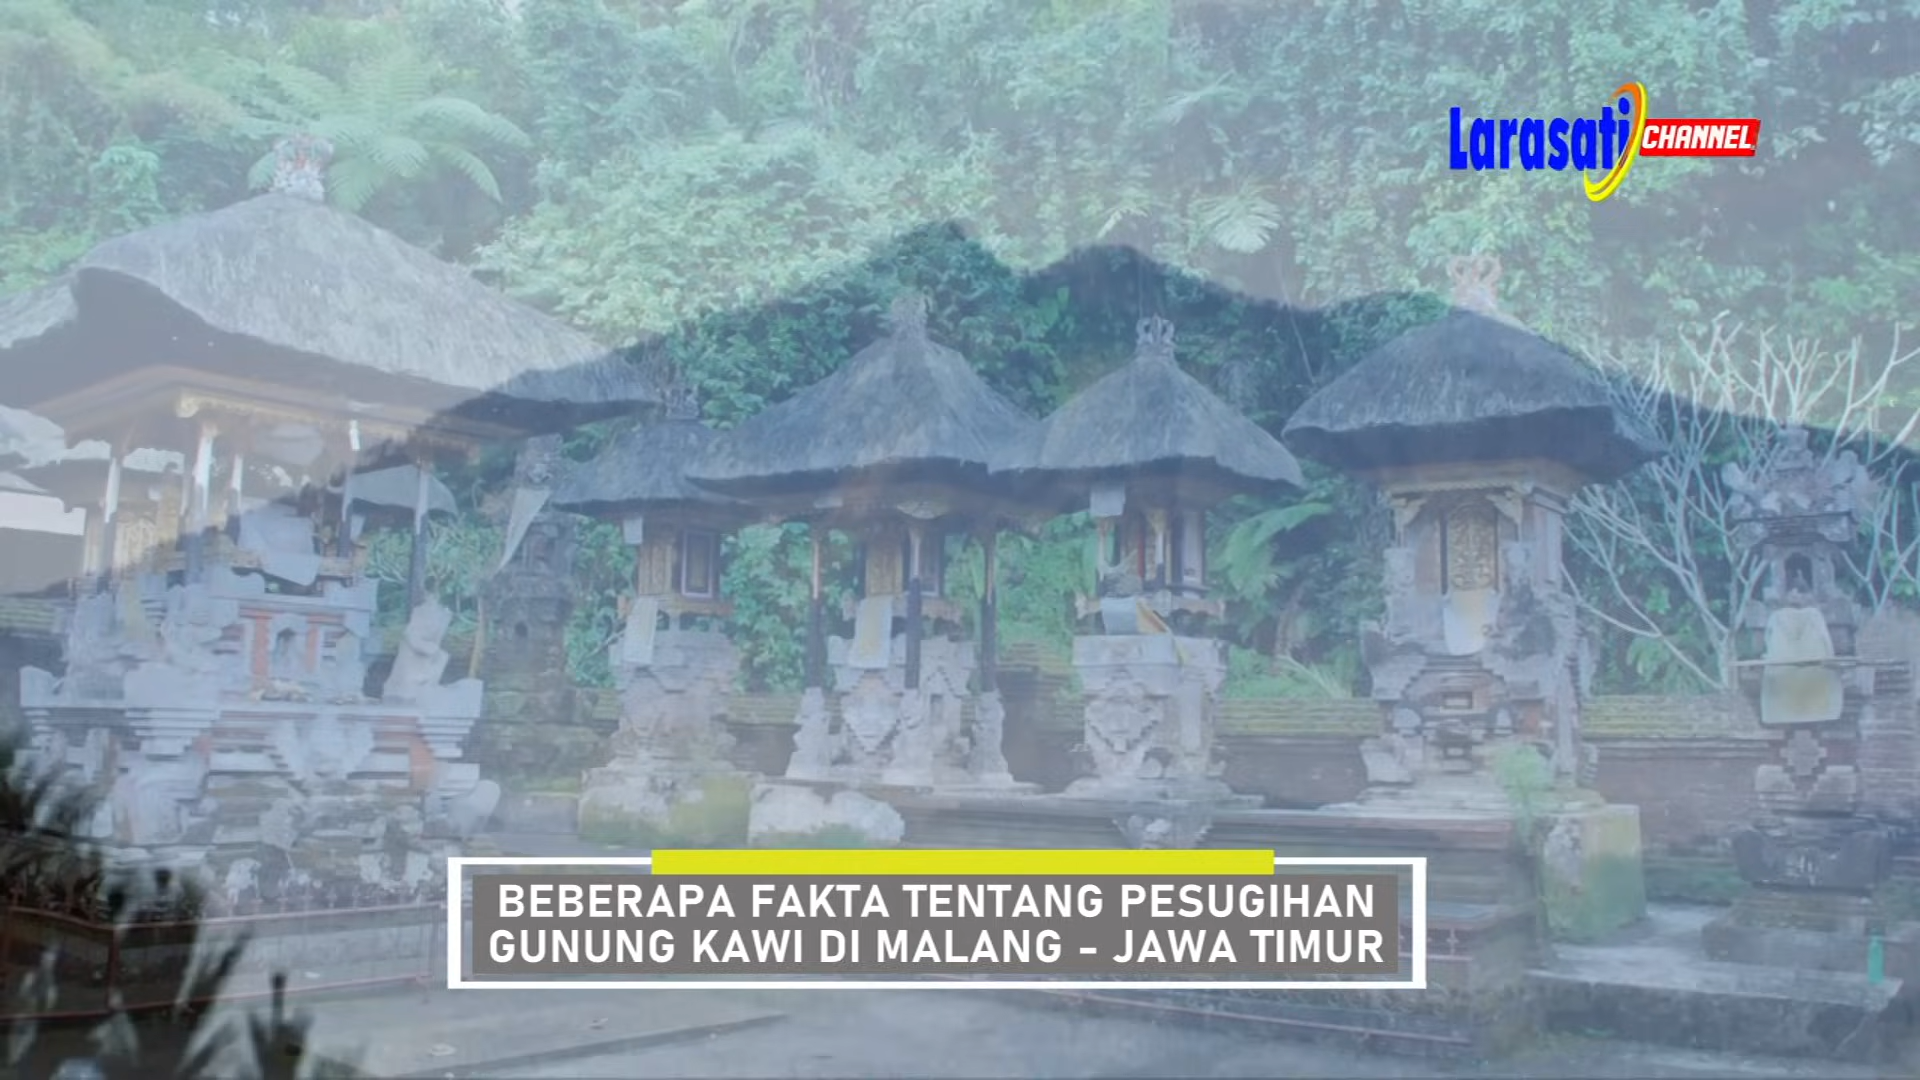 Larasati CHANNEL
BEBERAPA FAKTA TENTANG PESUGIHAN
GUNUNG KAWI DI MALANG - JAWA TIMUR